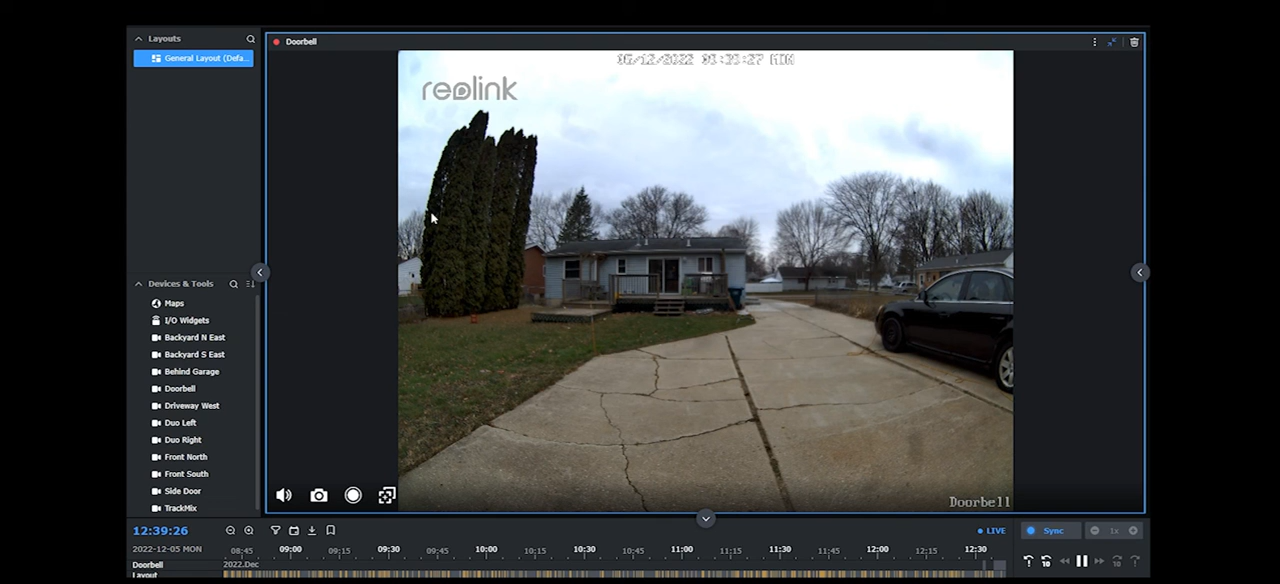 Layouts
General Layout (Defa...
Doorbell
reolink
Devices & Tools
Maps
I/O Widgets
Backyard N East
Backyard S East
Behind Garage
Doorbell
Driveway West
Duo Left
Duo Right
Front North
Front South
Side Door
TrackMix
Doorbell
12:39:26
LIVE
Sync
1x
2022-12-05 MON
08:45 09:00 09:15 09:30 09:45 10:00 10:15 10:30 10:45 11:00 11:15 11:30 11:45 12:00 12:15 12:30
Doorbell
2022.Dec
Layout
10
10